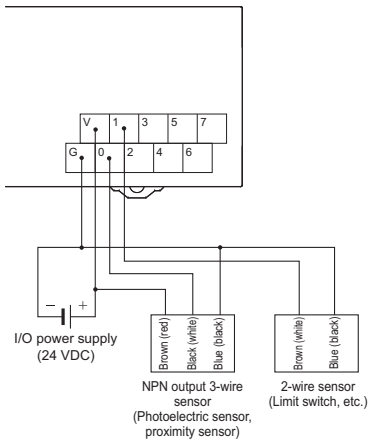 V 1 3 5 7
G 0 2 4 6
− +
I/O power supply
(24 VDC)
Brown (red)
Black (white)
Blue (black)
Brown (white)
Blue (black)
NPN output 3-wire
sensor
(Photoelectric sensor,
proximity sensor)
2-wire sensor
(Limit switch, etc.)